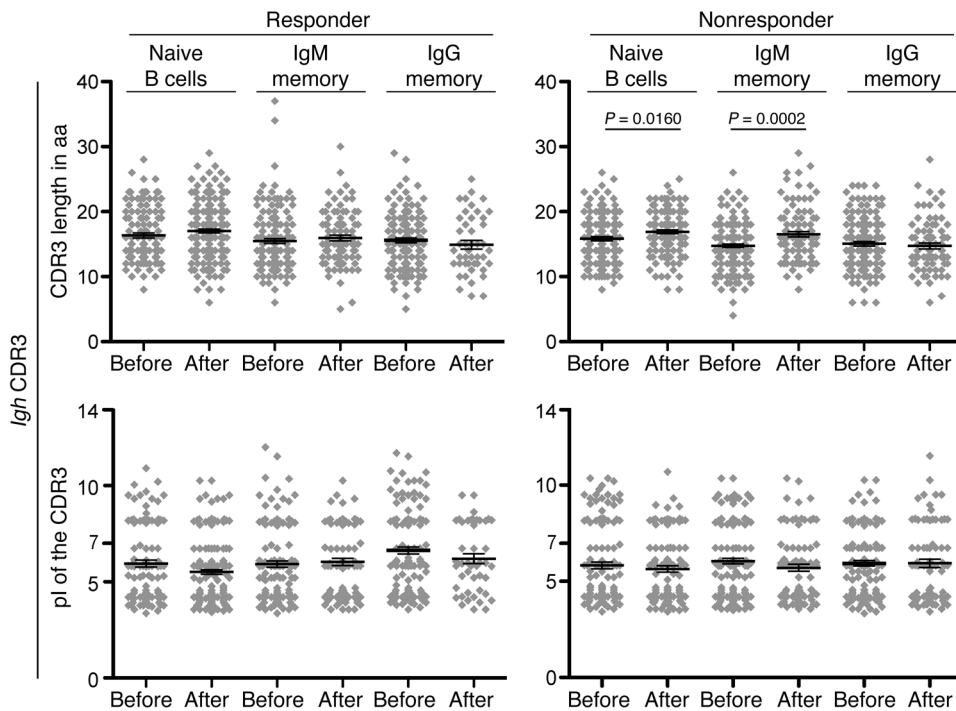 Responder
Nonresponder
Naive
B cells
IgM
memory
IgG
memory
Naive
B cells
IgM
memory
IgG
memory
Igh CDR3
CDR3 length in aa
40
30
20
10
0
Before
After
Before
After
Before
After
40
30
20
10
0
P = 0.0160
P = 0.0002
Before
After
Before
After
Before
After
pI of the CDR3
14
10
7
5
0
Before
After
Before
After
Before
After
14
10
7
5
0
Before
After
Before
After
Before
After